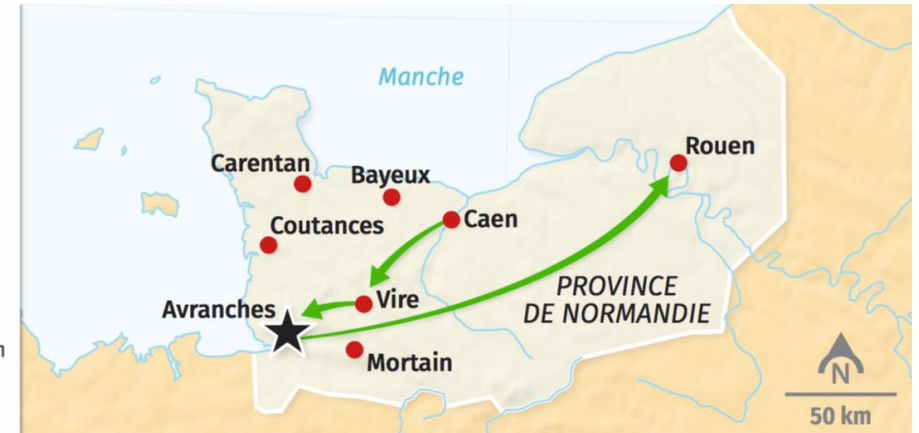 Manche
Rouen
Carentan
Bayeux
Coutances
Caen
PROVINCE
DE NORMANDIE
Avranches
Vire
Mortain
N
50 km